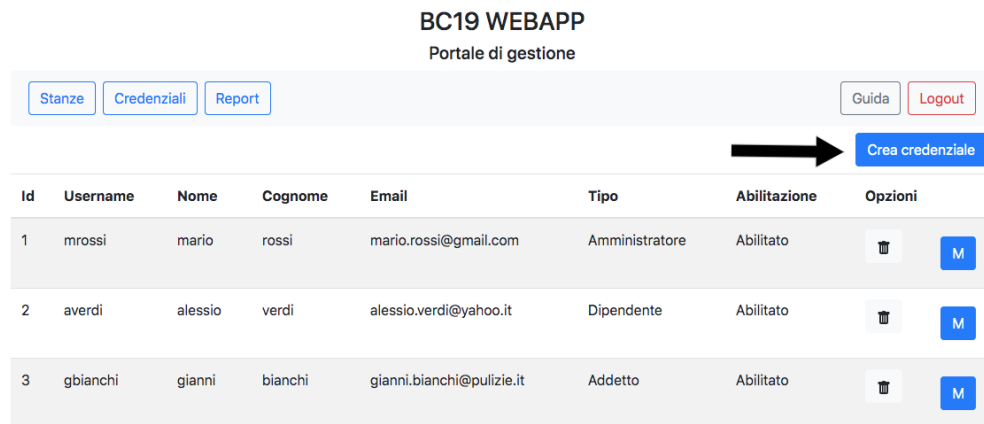 BC19 WEBAPP
Portale di gestione
Stanze Credenziali Report Guida Logout
Crea credenziale
Id Username Nome Cognome Email Tipo Abilitazione Opzioni
1 mrossi mario rossi mario.rossi@gmail.com Amministratore Abilitato M
2 averdi alessio verdi alessio.verdi@yahoo.it Dipendente Abilitato M
3 gbianchi gianni bianchi gianni.bianchi@pulizie.it Addetto Abilitato M